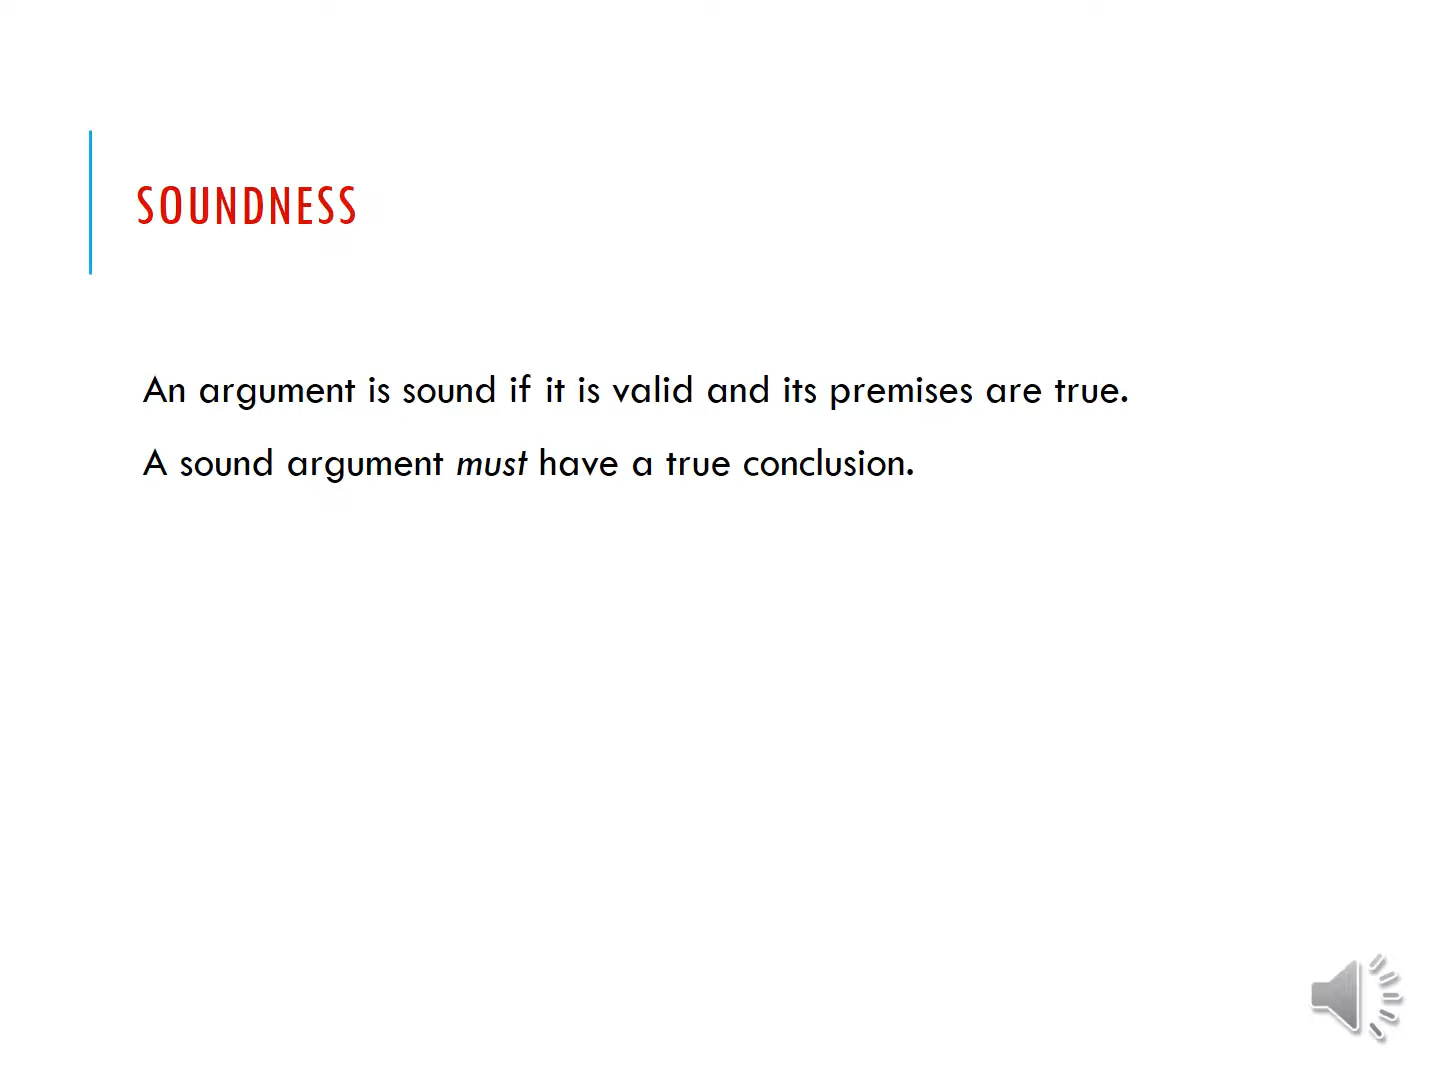 SOUNDNESS
An argument is sound if it is valid and its premises are true.
A sound argument must have a true conclusion.